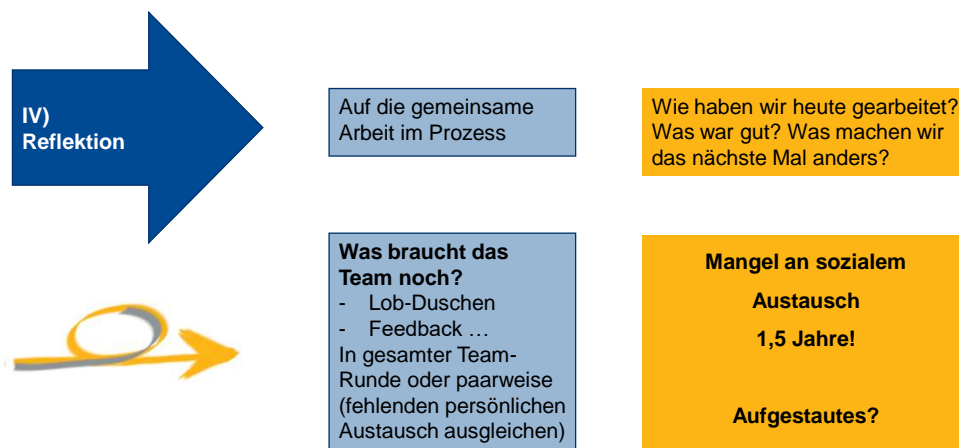 IV)
Reflektion
Auf die gemeinsame
Arbeit im Prozess
Wie haben wir heute gearbeitet?
Was war gut? Was machen wir
das nächste Mal anders?
Was braucht das
Team noch?
- Lob-Duschen
- Feedback …
In gesamter Team-
Runde oder paarweise
(fehlenden persönlichen
Austausch ausgleichen)
Mangel an sozialem
Austausch
1,5 Jahre!
Aufgestautes?